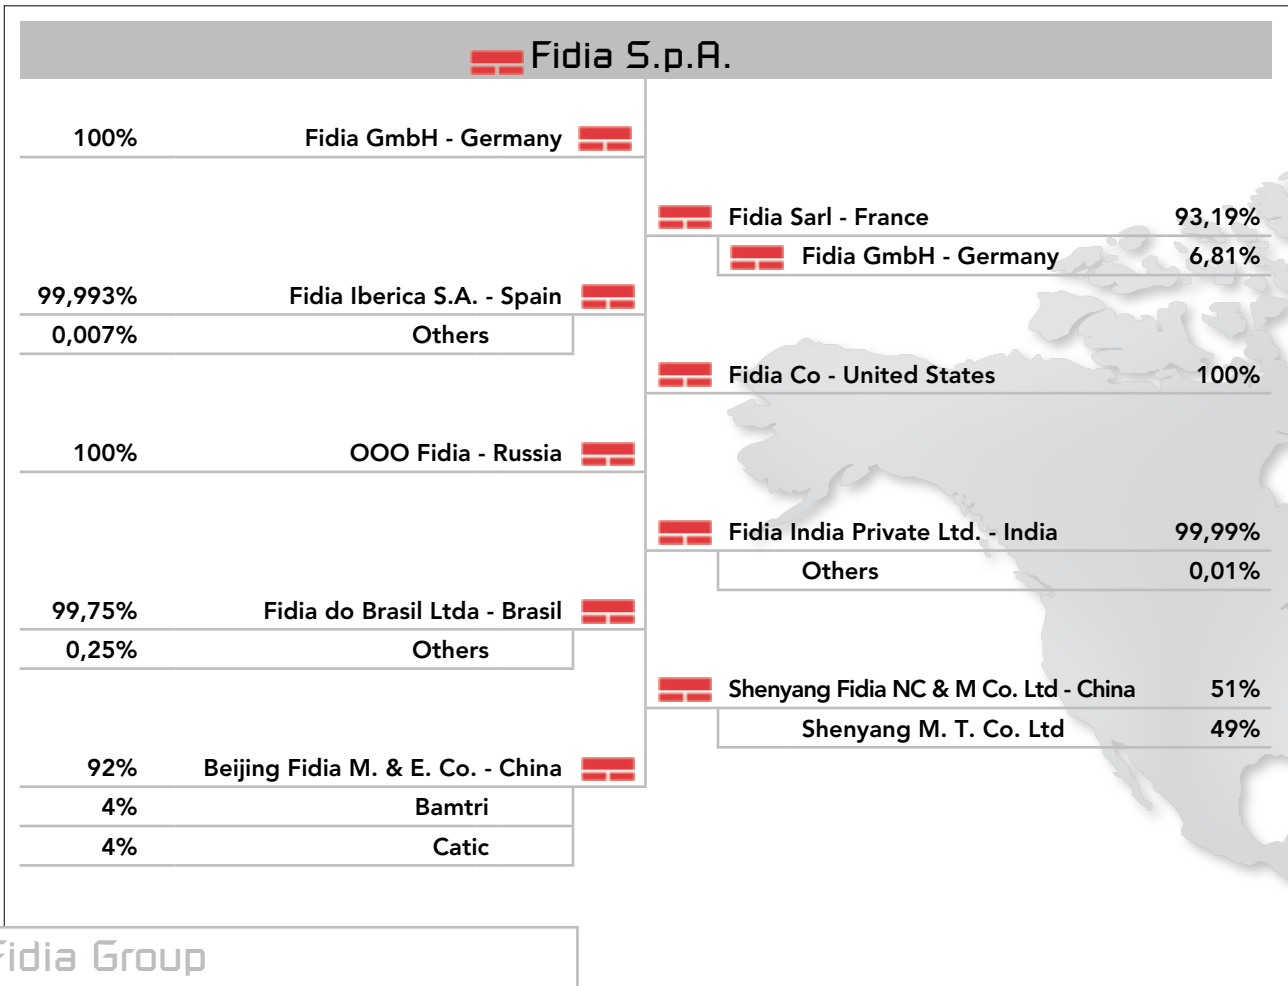 Fidia S.p.A.
100% Fidia GmbH - Germany
Fidia Sarl - France 93,19%
Fidia GmbH - Germany 6,81%
99,993% Fidia Iberica S.A. - Spain
0,007% Others
Fidia Co - United States 100%
100% OOO Fidia - Russia
Fidia India Private Ltd. - India 99,99%
Others 0,01%
99,75% Fidia do Brasil Ltda - Brasil
0,25% Others
Shenyang Fidia NC & M Co. Ltd - China 51%
Shenyang M. T. Co. Ltd 49%
92% Beijing Fidia M. & E. Co. - China
4% Bamtri
4% Catic
Fidia Group